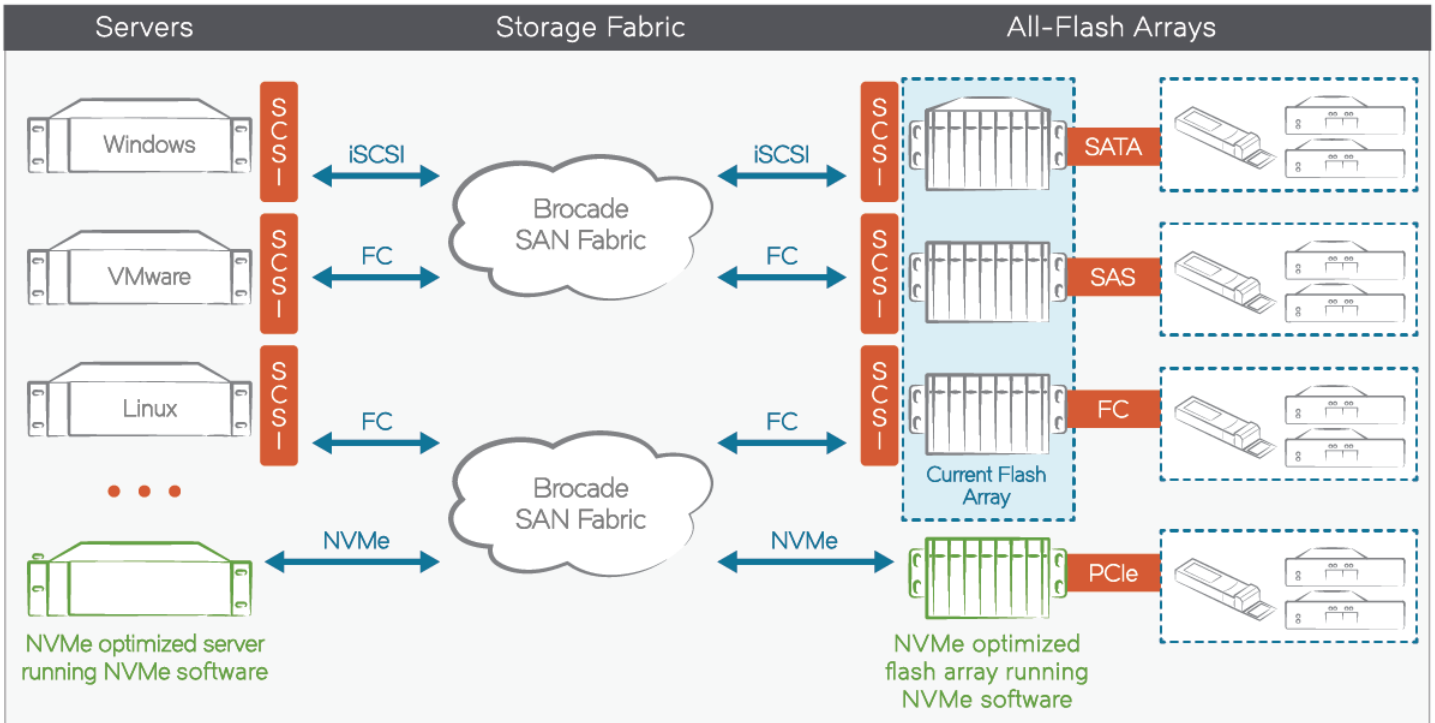 Servers
Storage Fabric
All-Flash Arrays
Windows
SCSI
iSCSI
Brocade
SAN Fabric
iSCSI
SCSI
SATA
VMware
SCSI
FC
FC
SCSI
SAS
Linux
SCSI
FC
Brocade
SAN Fabric
FC
SCSI
FC
Current Flash
Array
NVMe
NVMe
PCIe
NVMe optimized server
running NVMe software
NVMe optimized
flash array running
NVMe software